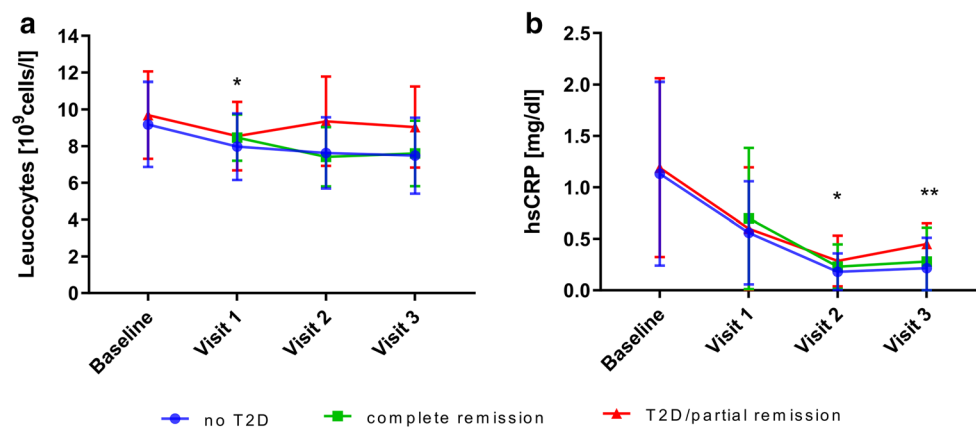 a
Leucocytes [10⁹cells/l]
14
12
10
8
6
4
2
0
*
Baseline
Visit 1
Visit 2
Visit 3
b
hsCRP [mg/dl]
2.5
2.0
1.5
1.0
0.5
0.0
*
**
Baseline
Visit 1
Visit 2
Visit 3
no T2D
complete remission
T2D/partial remission